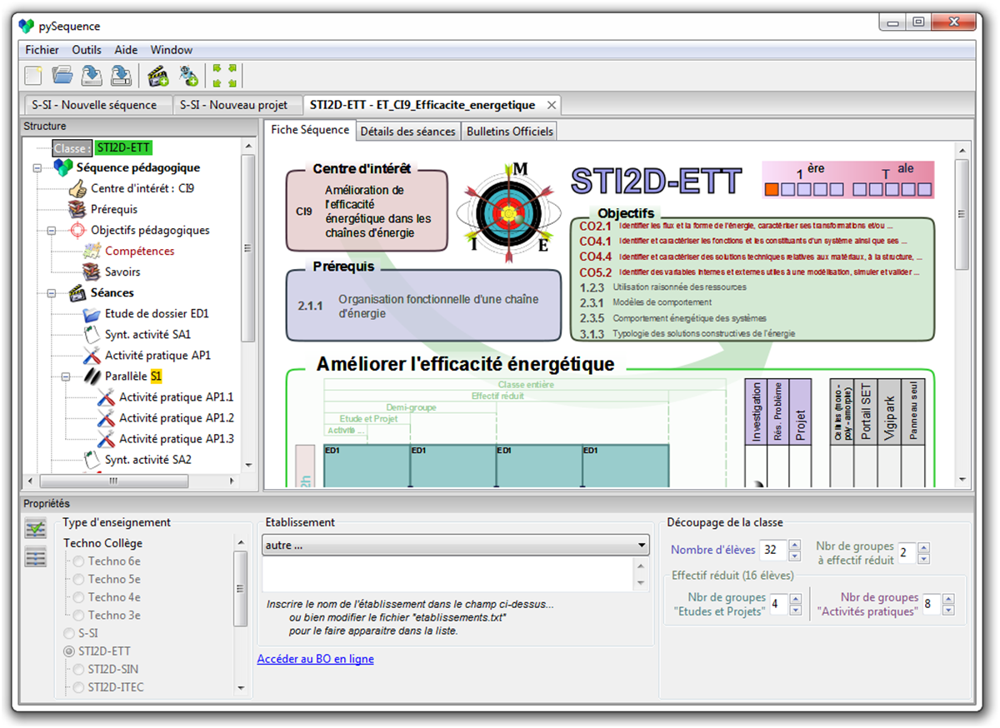 pySequence
Fichier Outils Aide Window
S-SI - Nouvelle séquence
S-SI - Nouveau projet
STI2D-ETT - ET_CI9_Efficacite_energetique
Structure
Classe : STI2D-ETT
Séquence pédagogique
Centre d'intérêt : CI9
Prérequis
Objectifs pédagogiques
Compétences
Savoirs
Séances
Etude de dossier ED1
Synt. activité SA1
Activité pratique AP1
Parallèle S1
Activité pratique AP1.1
Activité pratique AP1.2
Activité pratique AP1.3
Synt. activité SA2
Fiche Séquence
Détails des séances
Bulletins Officiels
Centre d'intérêt
CI9
Amélioration de
l'efficacité
énergétique dans les
chaînes d'énergie
M
I
E
STI2D-ETT
1 ère
T ale
Prérequis
2.1.1
Organisation fonctionnelle d'une chaîne
d'énergie
Objectifs
CO2.1 Identifier les flux et la forme de l'énergie, caractériser ses transformations et/ou ...
CO4.1 Identifier et caractériser les fonctions et les constituants d'un système ainsi que ses ...
CO4.4 Identifier et caractériser des solutions techniques relatives aux matériaux, à la structure, ...
CO5.2 Identifier des variables internes et externes utiles à une modélisation, simuler et valider ...
1.2.3 Utilisation raisonnée des ressources
2.3.1 Modèles de comportement
2.3.5 Comportement énergétique des systèmes
3.1.3 Typologie des solutions constructives de l'énergie
Améliorer l'efficacité énergétique
Classe entière
Effectif réduit
Demi-groupe
Etude et Projet
Activité ...
2h
ED1
ED1
ED1
ED1
Investigation
Rés. Problème
Projet
Cellules (mono -
poly - amorphe)
Portail SET
Vigipark
Panneau seul
Propriétés
Type d'enseignement
Techno Collège
Techno 6e
Techno 5e
Techno 4e
Techno 3e
S-SI
STI2D-ETT
STI2D-SIN
STI2D-ITEC
Etablissement
autre ...
Inscrire le nom de l'établissement dans le champ ci-dessus...
ou bien modifier le fichier "etablissements.txt"
pour le faire apparaitre dans la liste.
Accéder au BO en ligne
Découpage de la classe
Nombre d'élèves 32
Nbr de groupes
à effectif réduit 2
Effectif réduit (16 élèves)
Nbr de groupes
"Etudes et Projets" 4
Nbr de groupes
"Activités pratiques" 8